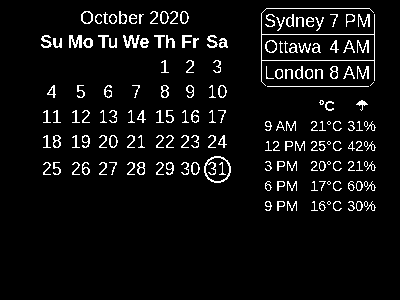 October 2020
Su Mo Tu We Th Fr Sa
1 2 3
4 5 6 7 8 9 10
11 12 13 14 15 16 17
18 19 20 21 22 23 24
25 26 27 28 29 30 31
Sydney 7 PM
Ottawa 4 AM
London 8 AM
°C ☂
9 AM 21°C 31%
12 PM 25°C 42%
3 PM 20°C 21%
6 PM 17°C 60%
9 PM 16°C 30%